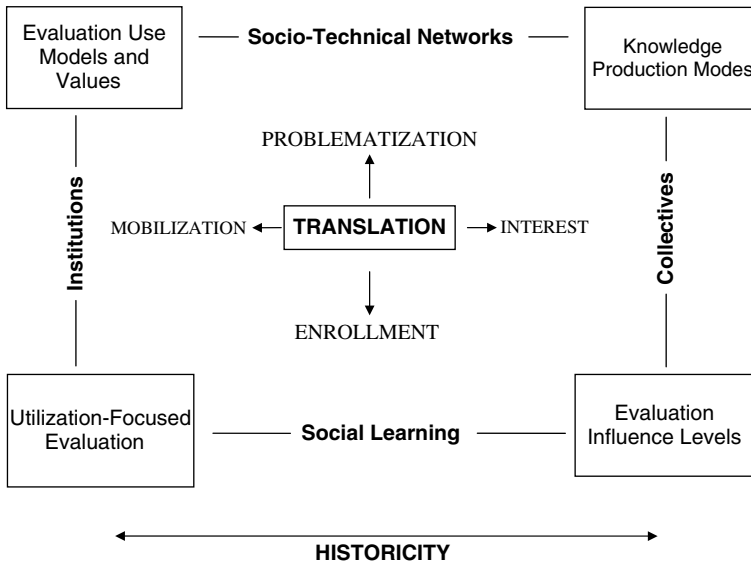 Evaluation Use
Models and
Values
Socio-Technical Networks
Knowledge
Production Modes
PROBLEMATIZATION
Institutions
MOBILIZATION
TRANSLATION
INTEREST
Collectives
ENROLLMENT
Utilization-Focused
Evaluation
Social Learning
Evaluation
Influence Levels
HISTORICITY